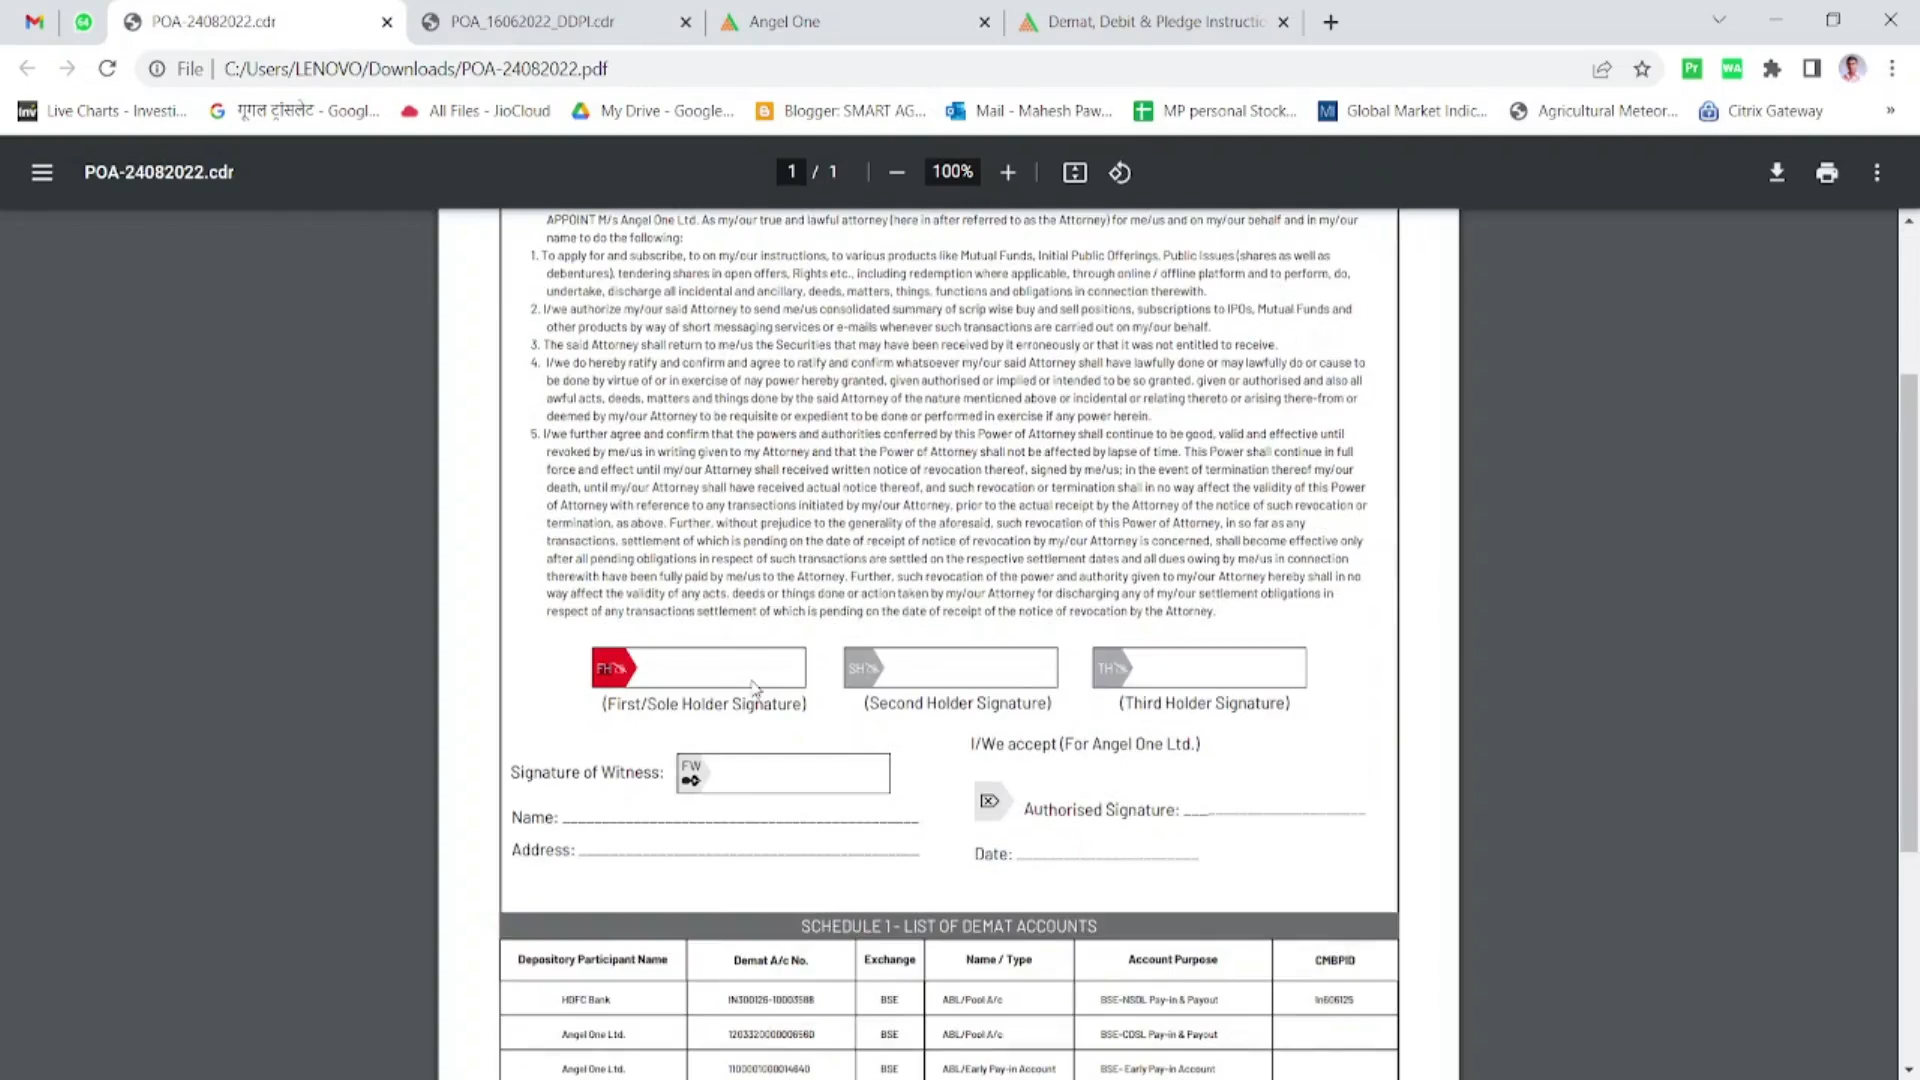 POA-24082022.cdr
POA_16062022_DDPI.cdr
Angel One
Demat, Debit & Pledge Instructio
File
C:/Users/LENOVO/Downloads/POA-24082022.pdf
Pr
WA
inv Live Charts - Investi...
गूगल ट्रांसलेट - Googl...
All Files - JioCloud
My Drive - Google...
Blogger: SMART AG...
Mail - Mahesh Paw...
MP personal Stock...
MI Global Market Indic...
Agricultural Meteor...
Citrix Gateway
»
POA-24082022.cdr
1 / 1
100%
APPOINT M/s Angel One Ltd. As my/our true and lawful attorney (here in after referred to as the Attorney) for me/us and on my/our behalf and in my/our
name to do the following:
1. To apply for and subscribe, to on my/our instructions, to various products like Mutual Funds, Initial Public Offerings, Public Issues (shares as well as
debentures), tendering shares in open offers, Rights etc., including redemption where applicable, through online / offline platform and to perform, do,
undertake, discharge all incidental and ancillary, deeds, matters, things, functions and obligations in connection therewith.
2. I/we authorize my/our said Attorney to send me/us consolidated summary of scrip wise buy and sell positions, subscriptions to IPOs, Mutual Funds and
other products by way of short messaging services or e-mails whenever such transactions are carried out on my/our behalf.
3. The said Attorney shall return to me/us the Securities that may have been received by it erroneously or that it was not entitled to receive.
4. I/we do hereby ratify and confirm and agree to ratify and confirm whatsoever my/our said Attorney shall have lawfully done or may lawfully do or cause to
be done by virtue of or in exercise of nay power hereby granted, given authorised or implied or intended to be so granted, given or authorised and also all
awful acts, deeds, matters and things done by the said Attorney of the nature mentioned above or incidental or relating thereto or arising there-from or
deemed by my/our Attorney to be requisite or expedient to be done or performed in exercise if any power herein.
5. I/we further agree and confirm that the powers and authorities conferred by this Power of Attorney shall continue to be good, valid and effective until
revoked by me/us in writing given to my Attorney and that the Power of Attorney shall not be affected by lapse of time. This Power shall continue in full
force and effect until my/our Attorney shall received written notice of revocation thereof, signed by me/us; in the event of termination thereof my/our
death, until my/our Attorney shall have received actual notice thereof, and such revocation or termination shall in no way affect the validity of this Power
of Attorney with reference to any transactions initiated by my/our Attorney, prior to the actual receipt by the Attorney of the notice of such revocation or
termination, as above. Further, without prejudice to the generality of the aforesaid, such revocation of this Power of Attorney, in so far as any
transactions, settlement of which is pending on the date of receipt of notice of revocation by my/our Attorney is concerned, shall become effective only
after all pending obligations in respect of such transactions are settled on the respective settlement dates and all dues owing by me/us in connection
therewith have been fully paid by me/us to the Attorney. Further, such revocation of the power and authority given to my/our Attorney hereby shall in no
way affect the validity of any acts, deeds or things done or action taken by my/our Attorney for discharging any of my/our settlement obligations in
respect of any transactions settlement of which is pending on the date of receipt of the notice of revocation by the Attorney.
FH
SH
TH
(First/Sole Holder Signature)
(Second Holder Signature)
(Third Holder Signature)
I/We accept (For Angel One Ltd.)
Signature of Witness:
FW
Name:
Authorised Signature:
Address:
Date:
SCHEDULE 1 - LIST OF DEMAT ACCOUNTS
Depository Participant Name Demat A/c No. Exchange Name / Type Account Purpose CMBPID
HDFC Bank IN300126-10003588 BSE ABL/Pool A/c BSE-NSDL Pay-in & Payout In606125
Angel One Ltd. 1203320000006560 BSE ABL/Pool A/c BSE-CDSL Pay-in & Payout
Angel One Ltd. 1100001000014640 BSE ABL/Early Pay-in Account BSE- Early Pay-in Account